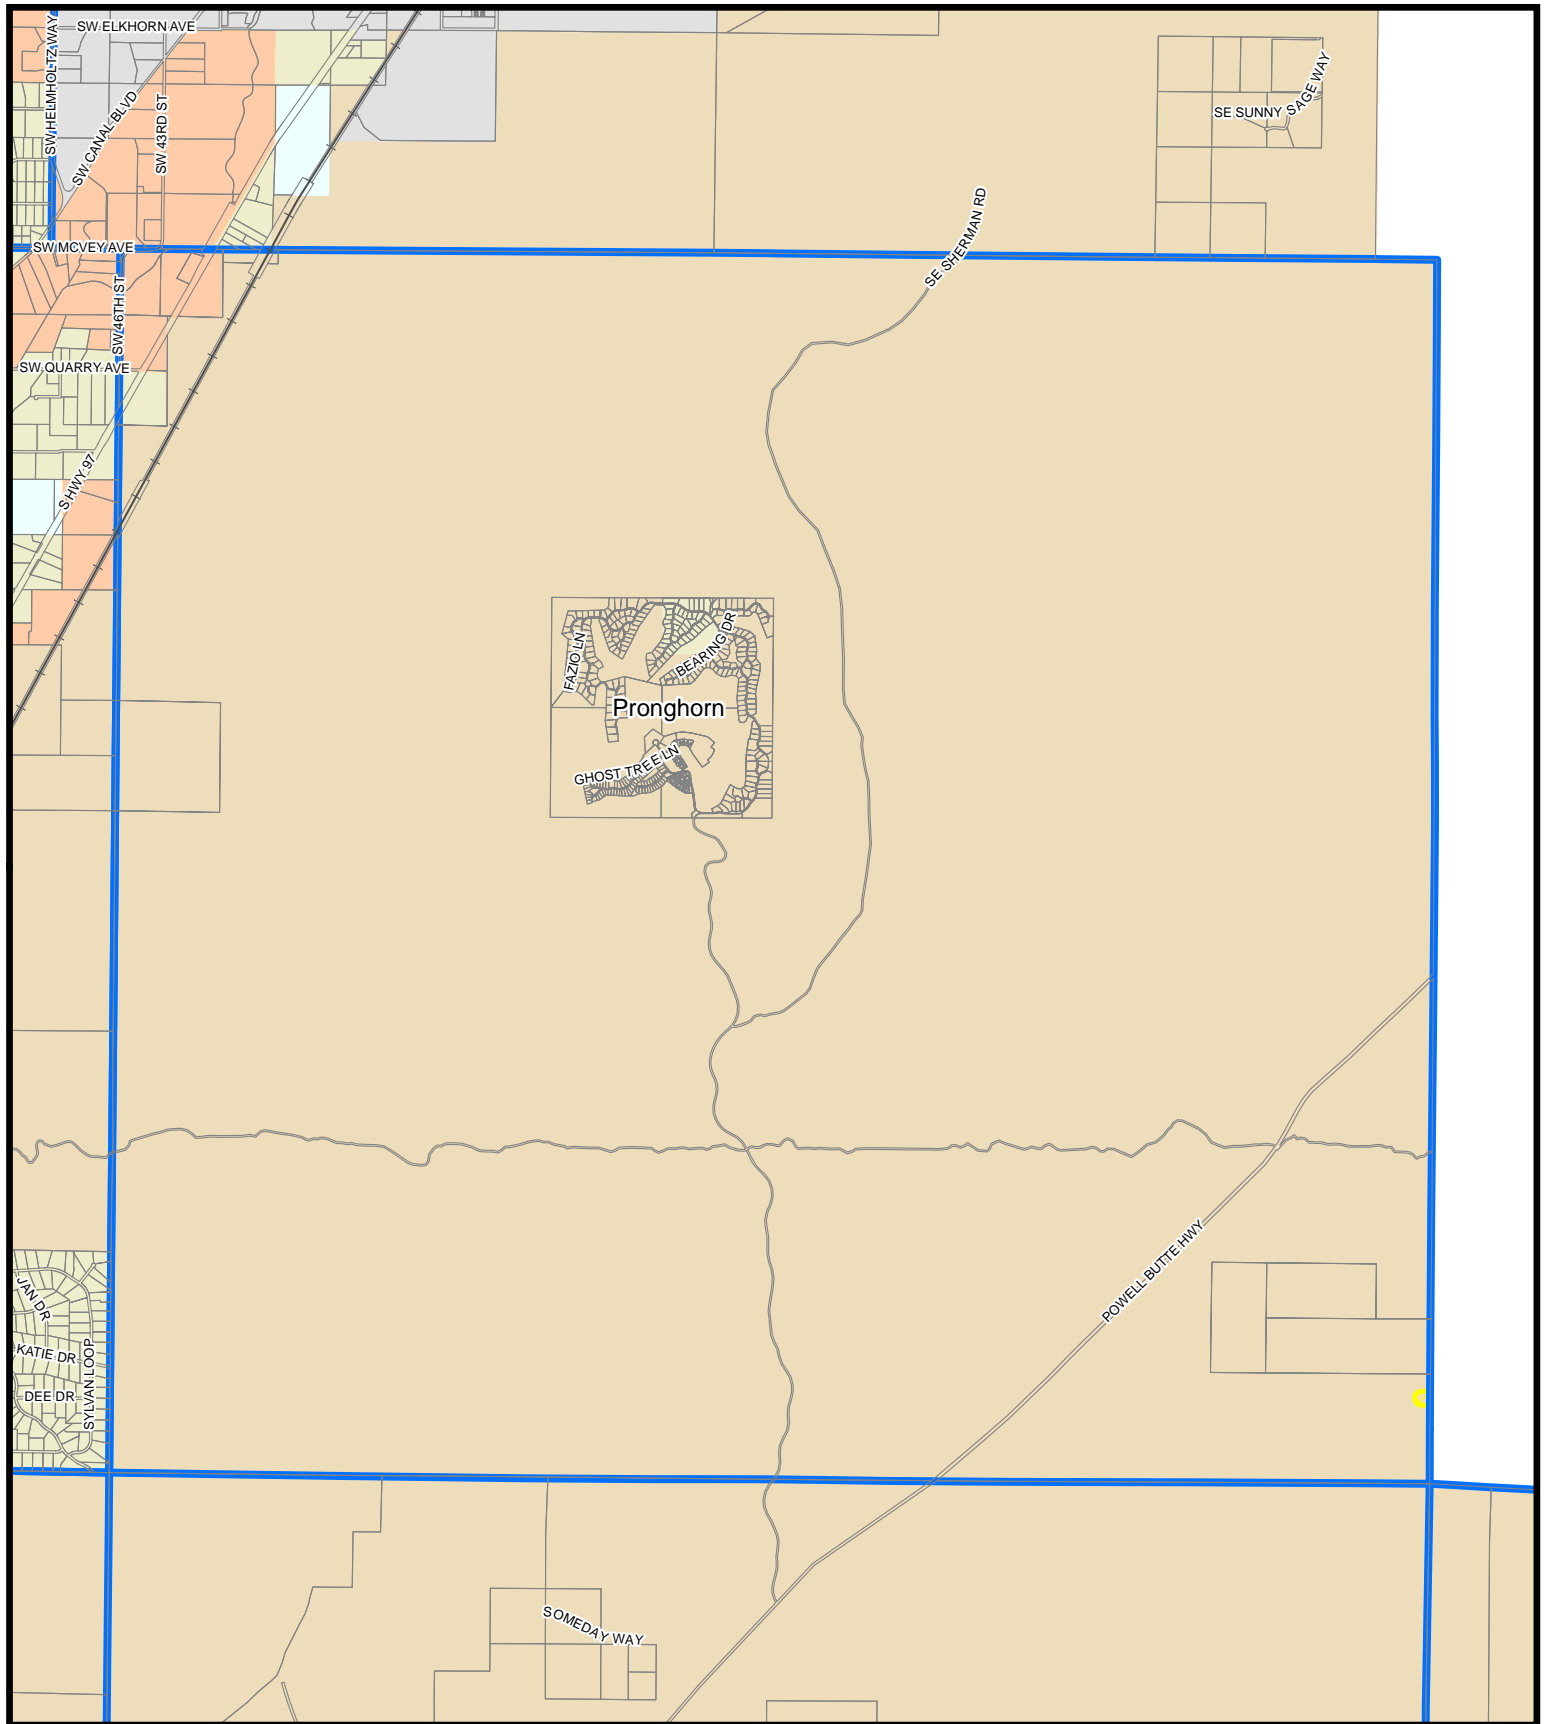 SW ELKHORN AVE
SW HELMHOLTZ WAY
SW CANAL BLVD
SW 43RD ST
SE SUNNY SAGE WAY
SE SHERMAN RD
SW MCVEY AVE
SW 46TH ST
SW QUARRY AVE
S HWY 97
FAZIO LN
BEARING DR
Pronghorn
GHOST TREE LN
POWELL BUTTE HWY
JAN DR
KATIE DR
DEE DR
SYLVAN LOOP
SOMEDAY WAY